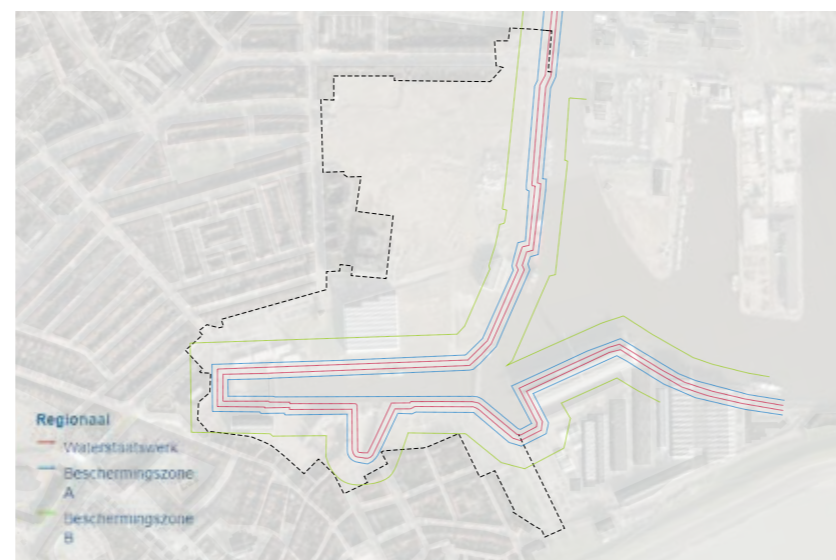 Regionaal
Waterstaatswerk
Beschermingszone
A
Beschermingszone
B